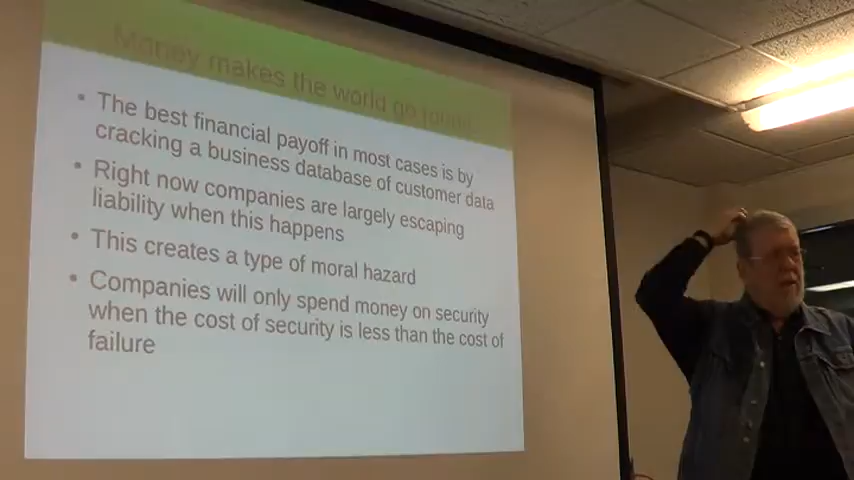 Money makes the world go round
• The best financial payoff in most cases is by
cracking a business database of customer data
• Right now companies are largely escaping
liability when this happens
• This creates a type of moral hazard
• Companies will only spend money on security
when the cost of security is less than the cost of
failure